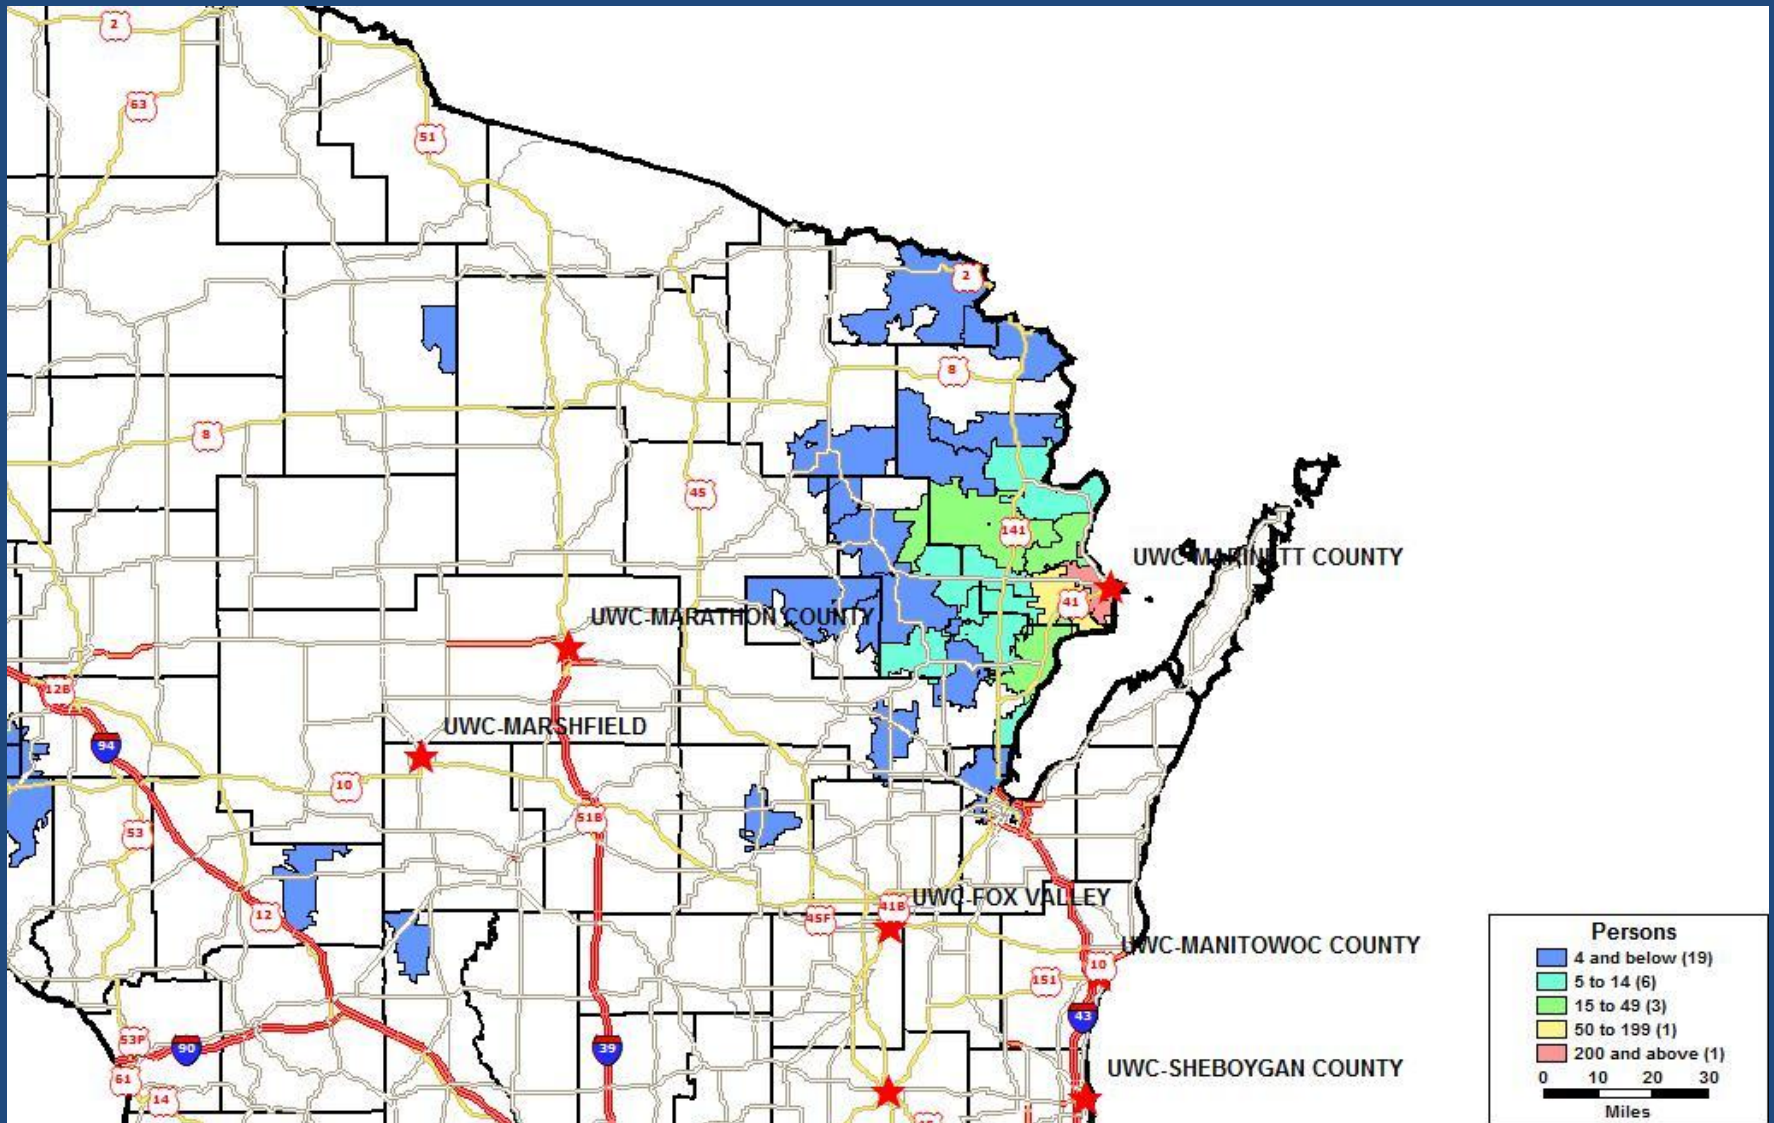 2
63
51
2
8
8
45
141
UWC-MARINETT COUNTY
41
UWC-MARATHON COUNTY
12B
UWC-MARSHFIELD
94
10
51B
53
UWC-FOX VALLEY
41B
45F
12
UWC-MANITOWOC COUNTY
10
151
43
53P
90
39
UWC-SHEBOYGAN COUNTY
61
14
Persons
4 and below (19)
5 to 14 (6)
15 to 49 (3)
50 to 199 (1)
200 and above (1)
0 10 20 30
Miles